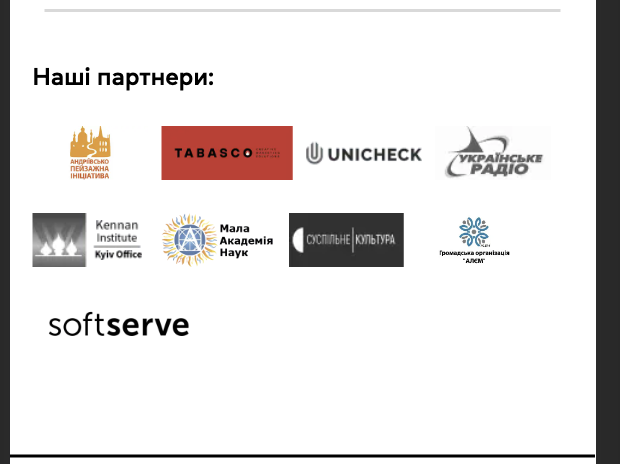 Наші партнери:
АНДРІЇВСЬКО
ПЕЙЗАЖНА
ІНІЦІАТИВА
TABASCO
UNICHECK
УКРАЇНСЬКЕ
РАДІО
Kennan
Institute
Kyiv Office
Мала
Академія
Наук
СУСПІЛЬНЕ КУЛЬТУРА
Громадська організація
"АЛЄМ"
softserve